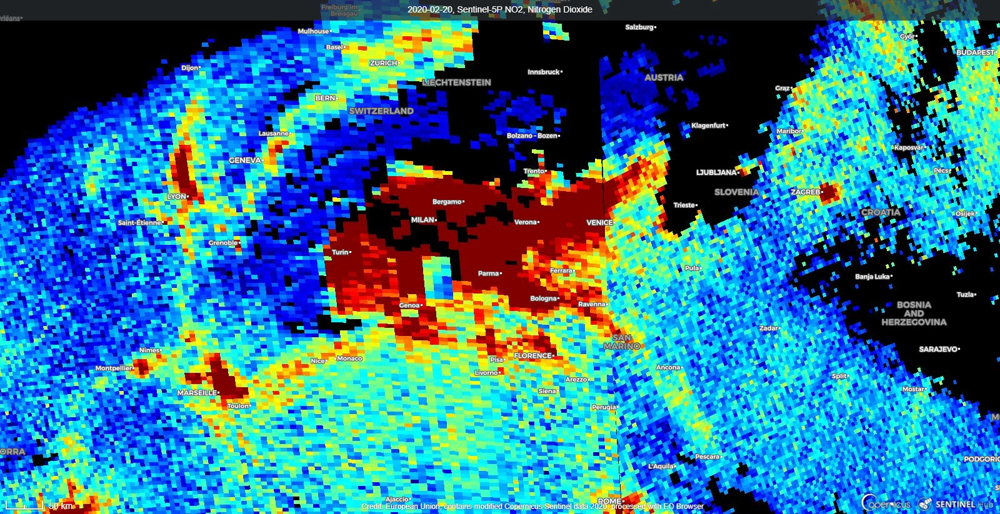 2020-02-20, Sentinel-5P NO2, Nitrogen Dioxide
Freiburg im
Breisgau
Salzburg
Mulhouse
Györ
Basel
BUDAPEST
ZURICH
Dijon
Innsbruck
AUSTRIA
LIECHTENSTEIN
Graz
BERN
SWITZERLAND
Klagenfurt
Maribor
Lausanne
Bolzano - Bozen
Kaposvár
GENEVA
Trento
LJUBLJANA
Pécs
SLOVENIA
ZAGREB
LYON
Bergamo
Trieste
CROATIA
Osijek
Saint-Étienne
MILAN
Verona
VENICE
Grenoble
Turin
Pula
Parma
Ferrara
Banja Luka
Tuzla
Bologna
Genoa
Ravenna
BOSNIA
AND
HERZEGOVINA
Zadar
SAN
MARINO
Nîmes
SARAJEVO
Montpellier
Nice
Monaco
Pisa
FLORENCE
Ancona
Livorno
Arezzo
Split
MARSEILLE
Siena
Mostar
Toulon
Perugia
ORRA
Pescara
PODGORIC
L'Aquila
Ajaccio
ROME
50 km
Credit: European Union, contains modified Copernicus Sentinel data 2020, processed with EO Browser
opernicus
SENTINEL Hub